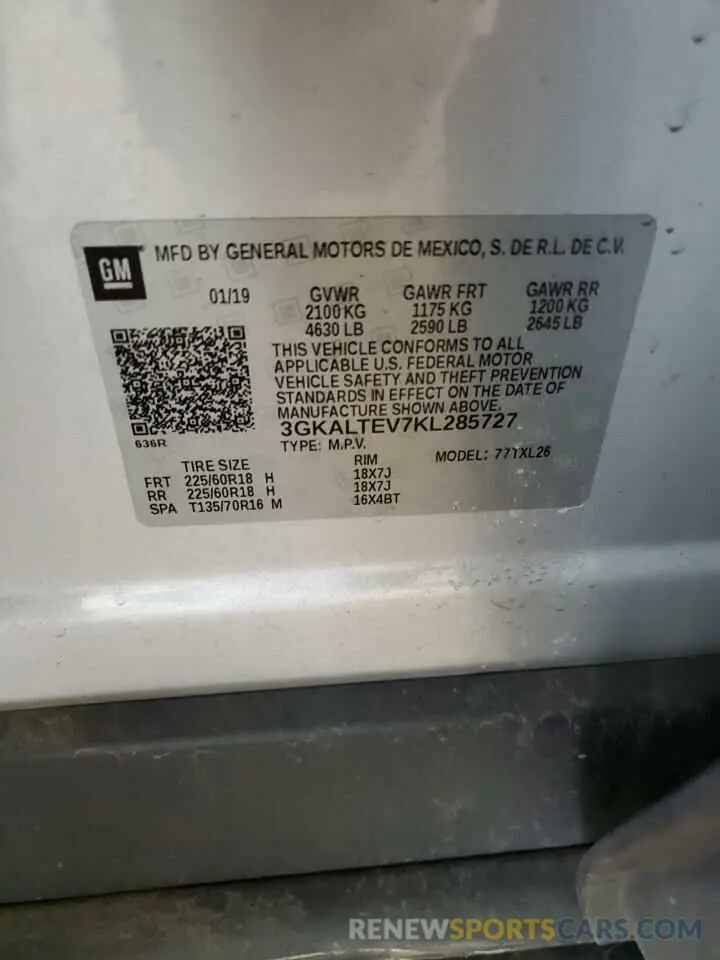 GM
MFD BY GENERAL MOTORS DE MEXICO, S. DE R.L. DE C.V.
01/19 GVWR GAWR FRT GAWR RR
2100 KG 1175 KG 1200 KG
4630 LB 2590 LB 2645 LB
THIS VEHICLE CONFORMS TO ALL
APPLICABLE U.S. FEDERAL MOTOR
VEHICLE SAFETY AND THEFT PREVENTION
STANDARDS IN EFFECT ON THE DATE OF
MANUFACTURE SHOWN ABOVE.
3GKALTEV7KL285727
636R
TYPE: M.P.V. MODEL: 771XL26
TIRE SIZE RIM
FRT 225/60R18 H 18X7J
RR 225/60R18 H 18X7J
SPA T135/70R16 M 16X4BT
RENEWSPORTSCARS.COM